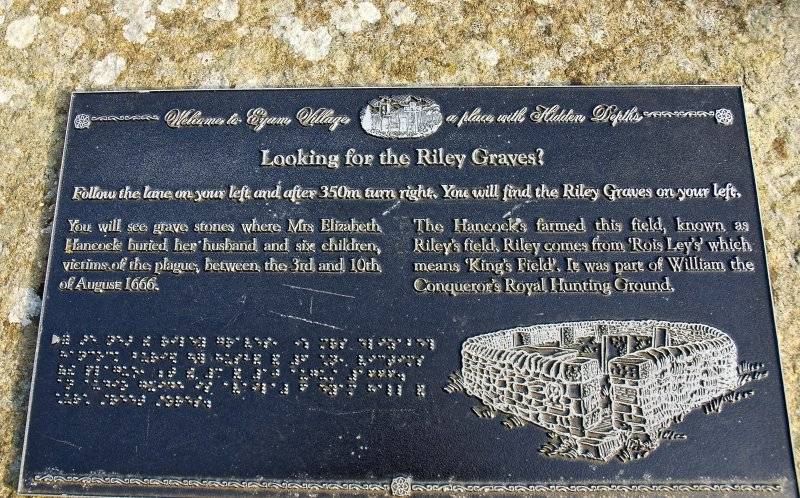 Welcome to Eyam Village a place with Hidden Depths
Looking for the Riley Graves?
Follow the lane on your left and after 350m turn right. You will find the Riley Graves on your left.
You will see grave stones where Mrs Elizabeth
Hancock buried her husband and six children,
victims of the plague, between the 3rd and 10th
of August 1666.
The Hancock's farmed this field, known as
Riley's field. Riley comes from 'Rois Ley's' which
means 'King's Field'. It was part of William the
Conqueror's Royal Hunting Ground.